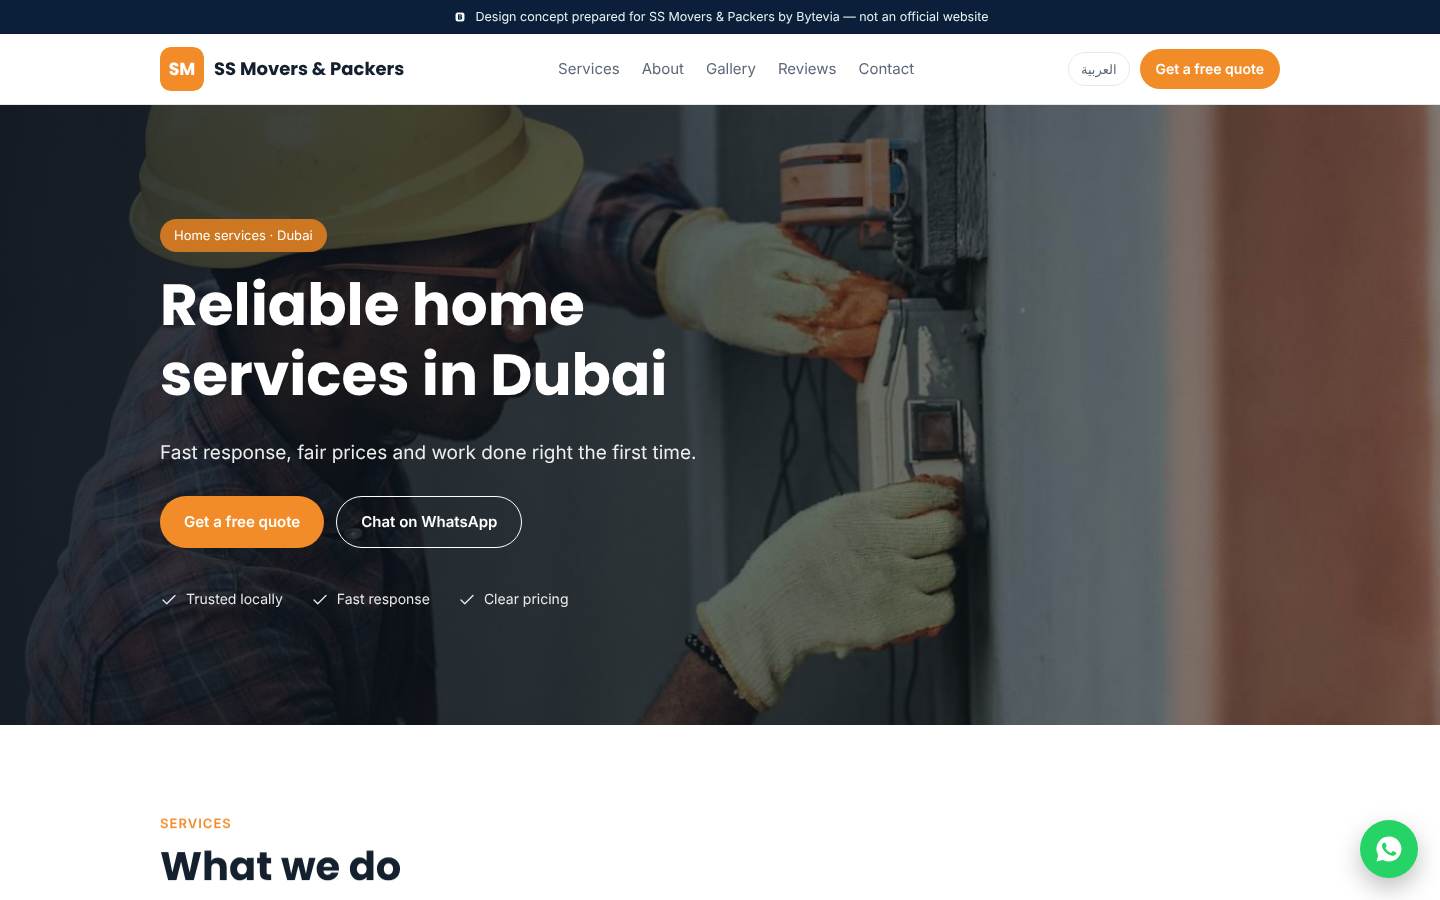 Design concept prepared for SS Movers & Packers by Bytevia — not an official website
SM
SS Movers & Packers
Services
About
Gallery
Reviews
Contact
العربية
Get a free quote
Home services · Dubai
Reliable home
services in Dubai
Fast response, fair prices and work done right the first time.
Get a free quote
Chat on WhatsApp
Trusted locally
Fast response
Clear pricing
SERVICES
What we do